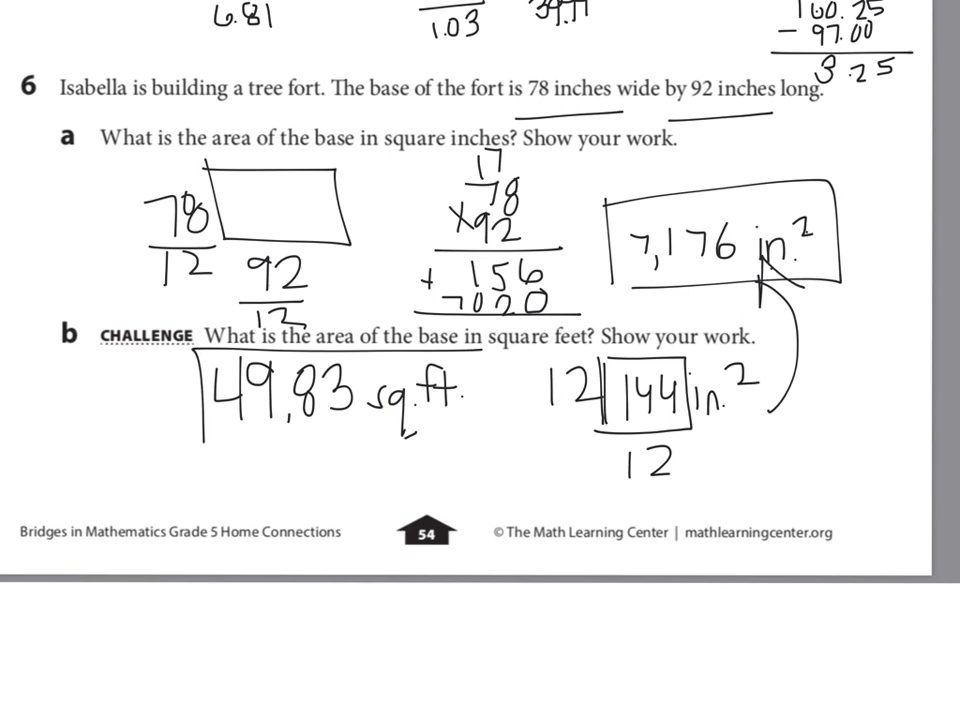 6.81
1.03
160.25
- 97.00
3.25
6 Isabella is building a tree fort. The base of the fort is 78 inches wide by 92 inches long.
a What is the area of the base in square inches? Show your work.
17
78
x92
+ 156
7020
78
12
92
12
7,176 in.2
b CHALLENGE What is the area of the base in square feet? Show your work.
49.83 sq.ft.
12 144 in.2
12
Bridges in Mathematics Grade 5 Home Connections 54 © The Math Learning Center | mathlearningcenter.org